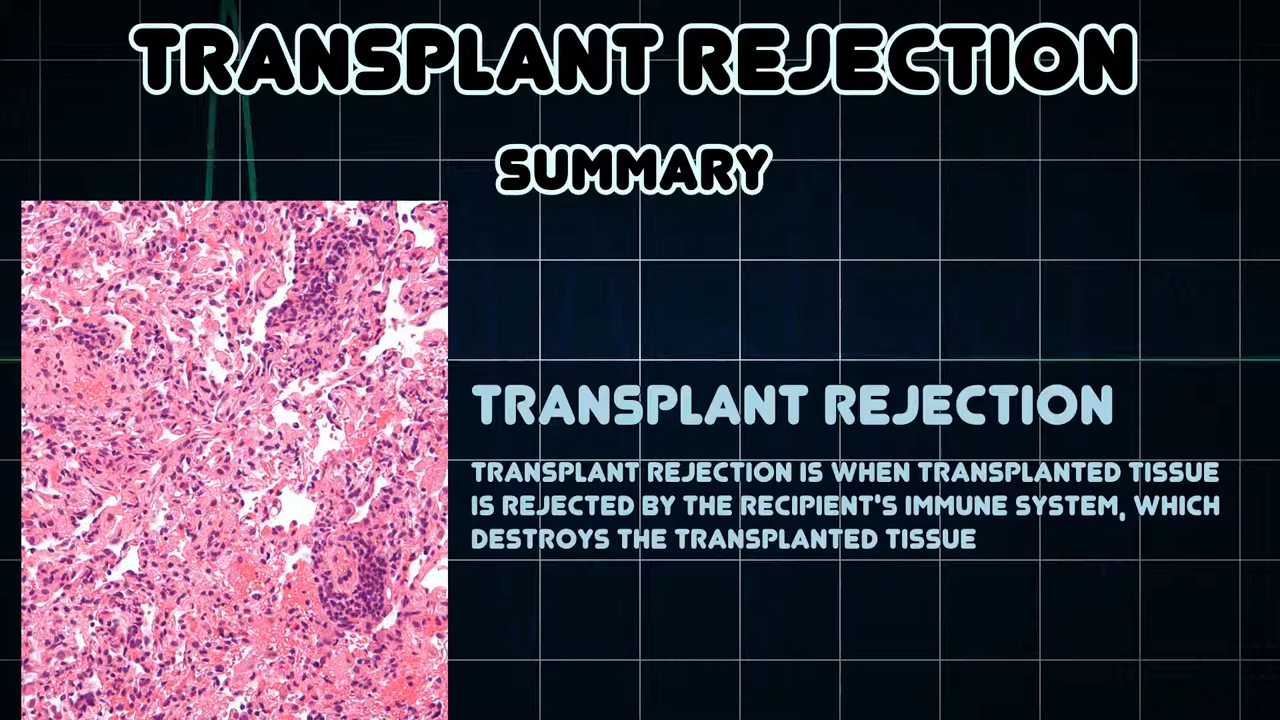 TRANSPLANT REJECTION
SUMMARY
TRANSPLANT REJECTION
TRANSPLANT REJECTION IS WHEN TRANSPLANTED TISSUE
IS REJECTED BY THE RECIPIENT'S IMMUNE SYSTEM, WHICH
DESTROYS THE TRANSPLANTED TISSUE